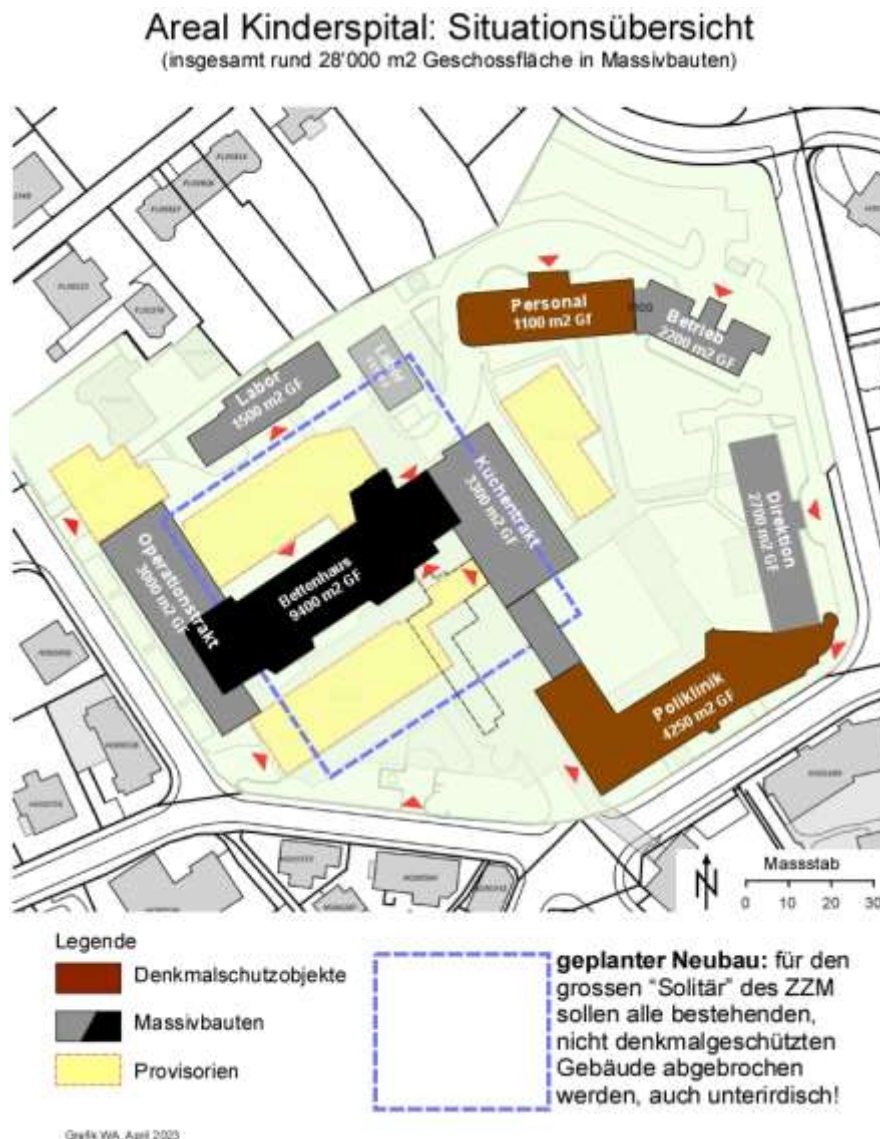 Areal Kinderspital: Situationsübersicht
(insgesamt rund 28'000 m2 Geschossfläche in Massivbauten)
Personal
1100 m2 Gf
Betrieb
2200 m2 GF
Labor
1500 m2 GF
Küchentrakt
3300 m2 GF
Direktion
2700 m2 GF
Operationstrakt
3000 m2 GF
Bettenhaus
9400 m2 GF
Poliklinik
4250 m2 GF
N
Massstab
0 10 20 30
Legende
Denkmalschutzobjekte
Massivbauten
Provisorien
geplanter Neubau: für den
grossen "Solitär" des ZZM
sollen alle bestehenden,
nicht denkmalgeschützten
Gebäude abgebrochen
werden, auch unterirdisch!
Grafik WA, April 2023